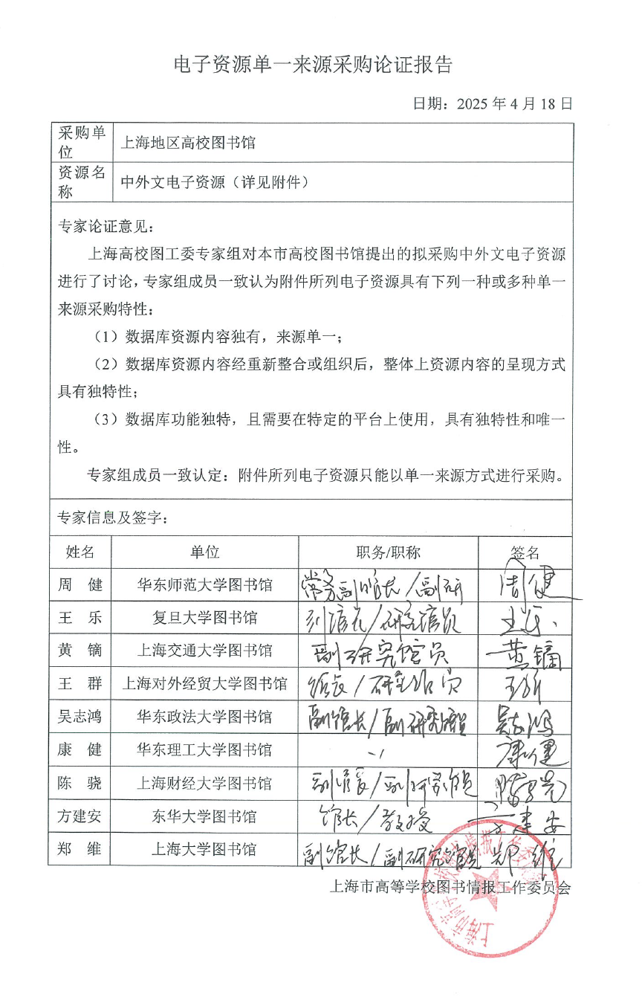 电子资源单一来源采购论证报告
日期：2025 年 4 月 18 日
采购单位 上海地区高校图书馆
资源名称 中外文电子资源（详见附件）
专家论证意见：
上海高校图工委专家组对本市高校图书馆提出的拟采购中外文电子资源
进行了讨论，专家组成员一致认为附件所列电子资源具有下列一种或多种单一
来源采购特性：
（1）数据库资源内容独有，来源单一；
（2）数据库资源内容经重新整合或组织后，整体上资源内容的呈现方式
具有独特性；
（3）数据库功能独特，且需要在特定的平台上使用，具有独特性和唯一
性。
专家组成员一致认定：附件所列电子资源只能以单一来源方式进行采购。
专家信息及签字：
姓名 单位 职务/职称 签名
周 健 华东师范大学图书馆 常务副馆长/副研 周健
王 乐 复旦大学图书馆 副馆长/研究馆员 王乐
黄 镝 上海交通大学图书馆 副研究馆员 黄镝
王 群 上海对外经贸大学图书馆 馆长/研究馆员 王群
吴志鸿 华东政法大学图书馆 副馆长/副研究馆员 吴志鸿
康 健 华东理工大学图书馆 康健
陈 骁 上海财经大学图书馆 副馆长/副研究馆员
方建安 东华大学图书馆 馆长/教授 方建安
郑 维 上海大学图书馆 副馆长/副研究馆员 郑维
上海市高等学校图书情报工作委员会